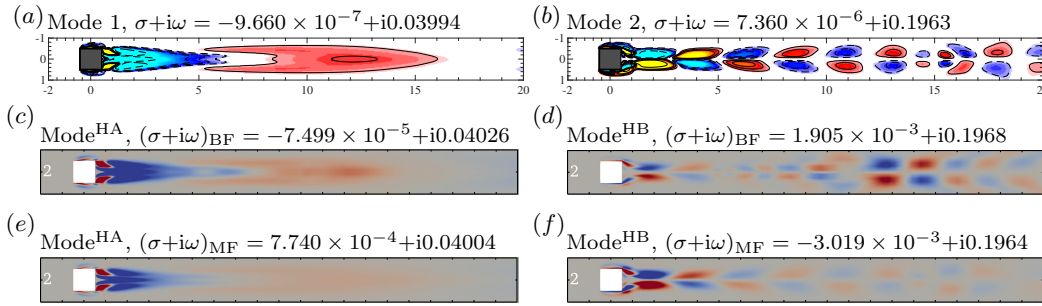 (a) Mode 1, σ+iω = −9.660 × 10⁻⁷+i0.03994
-1
0
1
-2 0 5 10 15 20
(b) Mode 2, σ+iω = 7.360 × 10⁻⁶+i0.1963
-1
0
1
-2 0 5 10 15 20
(c) Mode^HA, (σ+iω)_BF = −7.499 × 10⁻⁵+i0.04026
2
(d) Mode^HB, (σ+iω)_BF = 1.905 × 10⁻³+i0.1968
2
(e) Mode^HA, (σ+iω)_MF = 7.740 × 10⁻⁴+i0.04004
2
(f) Mode^HB, (σ+iω)_MF = −3.019 × 10⁻³+i0.1964
2